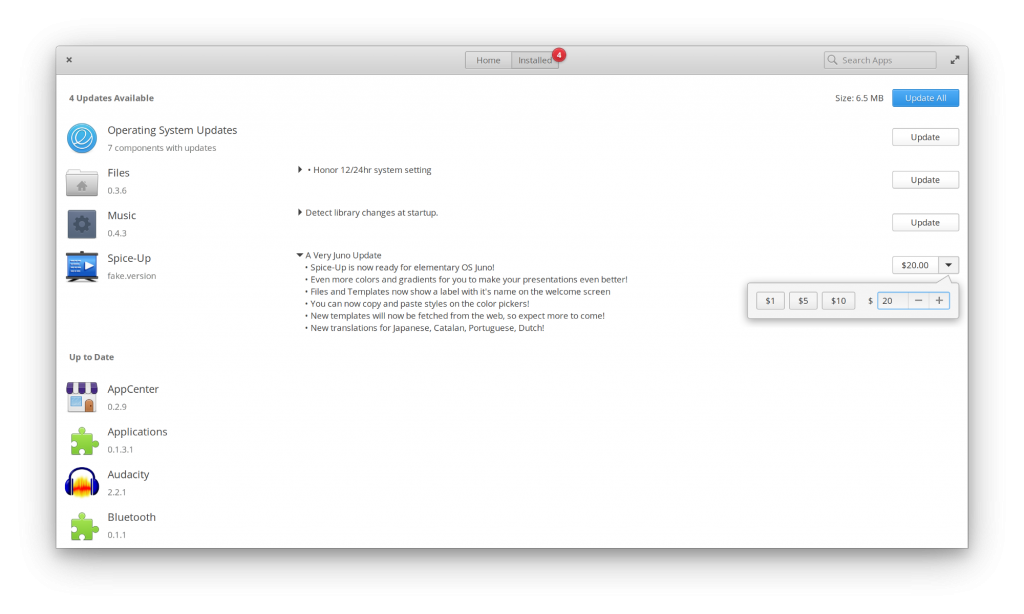 Home
Installed
4
Search Apps
4 Updates Available
Size: 6.5 MB
Update All
Operating System Updates
7 components with updates
Update
Files
0.3.6
• Honor 12/24hr system setting
Update
Music
0.4.3
Detect library changes at startup.
Update
Spice-Up
fake.version
A Very Juno Update
• Spice-Up is now ready for elementary OS Juno!
• Even more colors and gradients for you to make your presentations even better!
• Files and Templates now show a label with it's name on the welcome screen
• You can now copy and paste styles on the color pickers!
• New templates will now be fetched from the web, so expect more to come!
• New translations for Japanese, Catalan, Portuguese, Dutch!
$20.00
$1
$5
$10
$
20
Up to Date
AppCenter
0.2.9
Applications
0.1.3.1
Audacity
2.2.1
Bluetooth
0.1.1